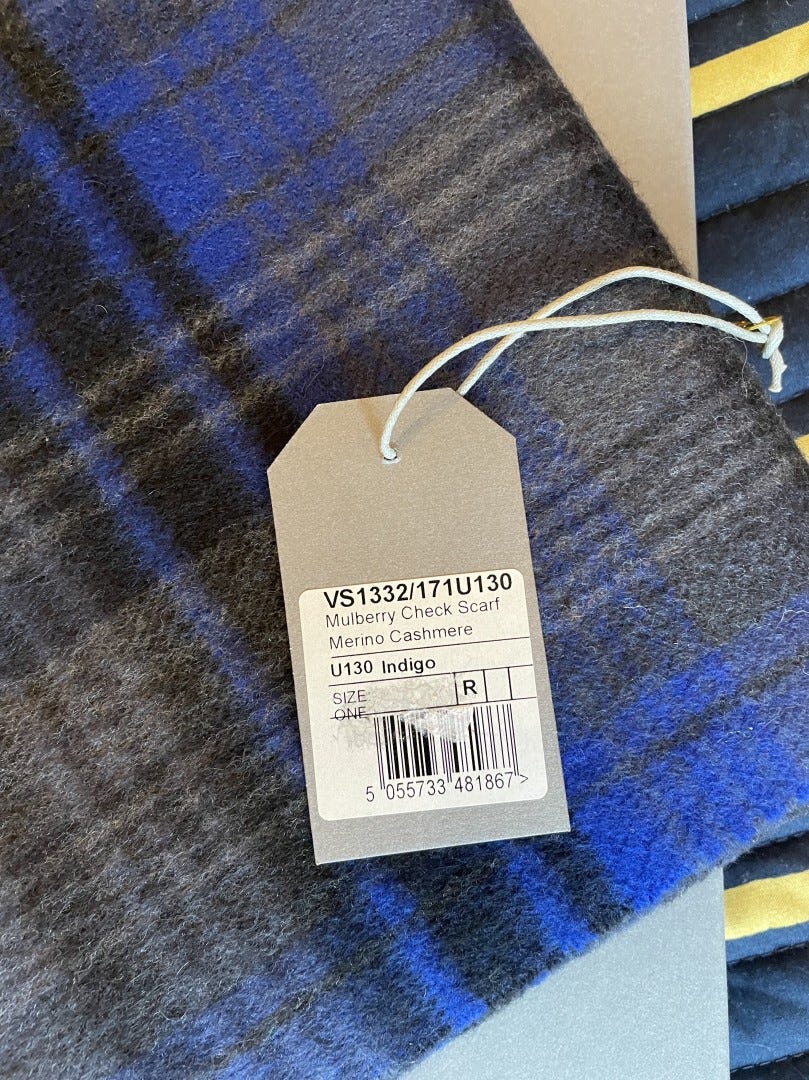 VS1332/171U130
Mulberry Check Scarf
Merino Cashmere
U130 Indigo
SIZE R
ONE
5 055733 481867 >